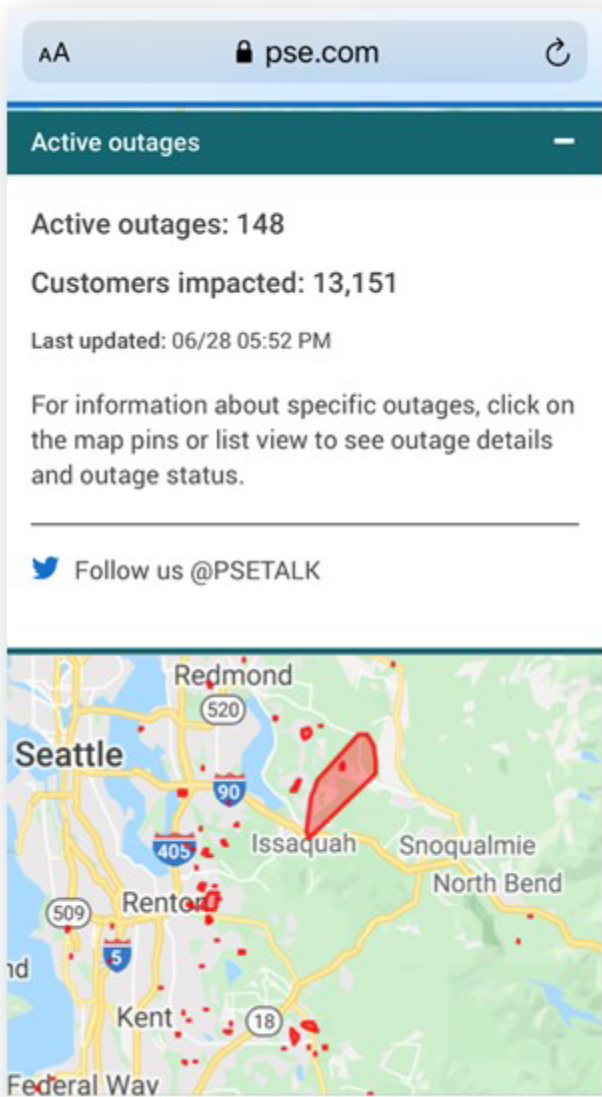 AA pse.com
Active outages
Active outages: 148
Customers impacted: 13,151
Last updated: 06/28 05:52 PM
For information about specific outages, click on
the map pins or list view to see outage details
and outage status.
Follow us @PSETALK
Redmond
520
Seattle
90
405
Issaquah
Snoqualmie
North Bend
Renton
509
5
nd
Kent
18
Federal Way